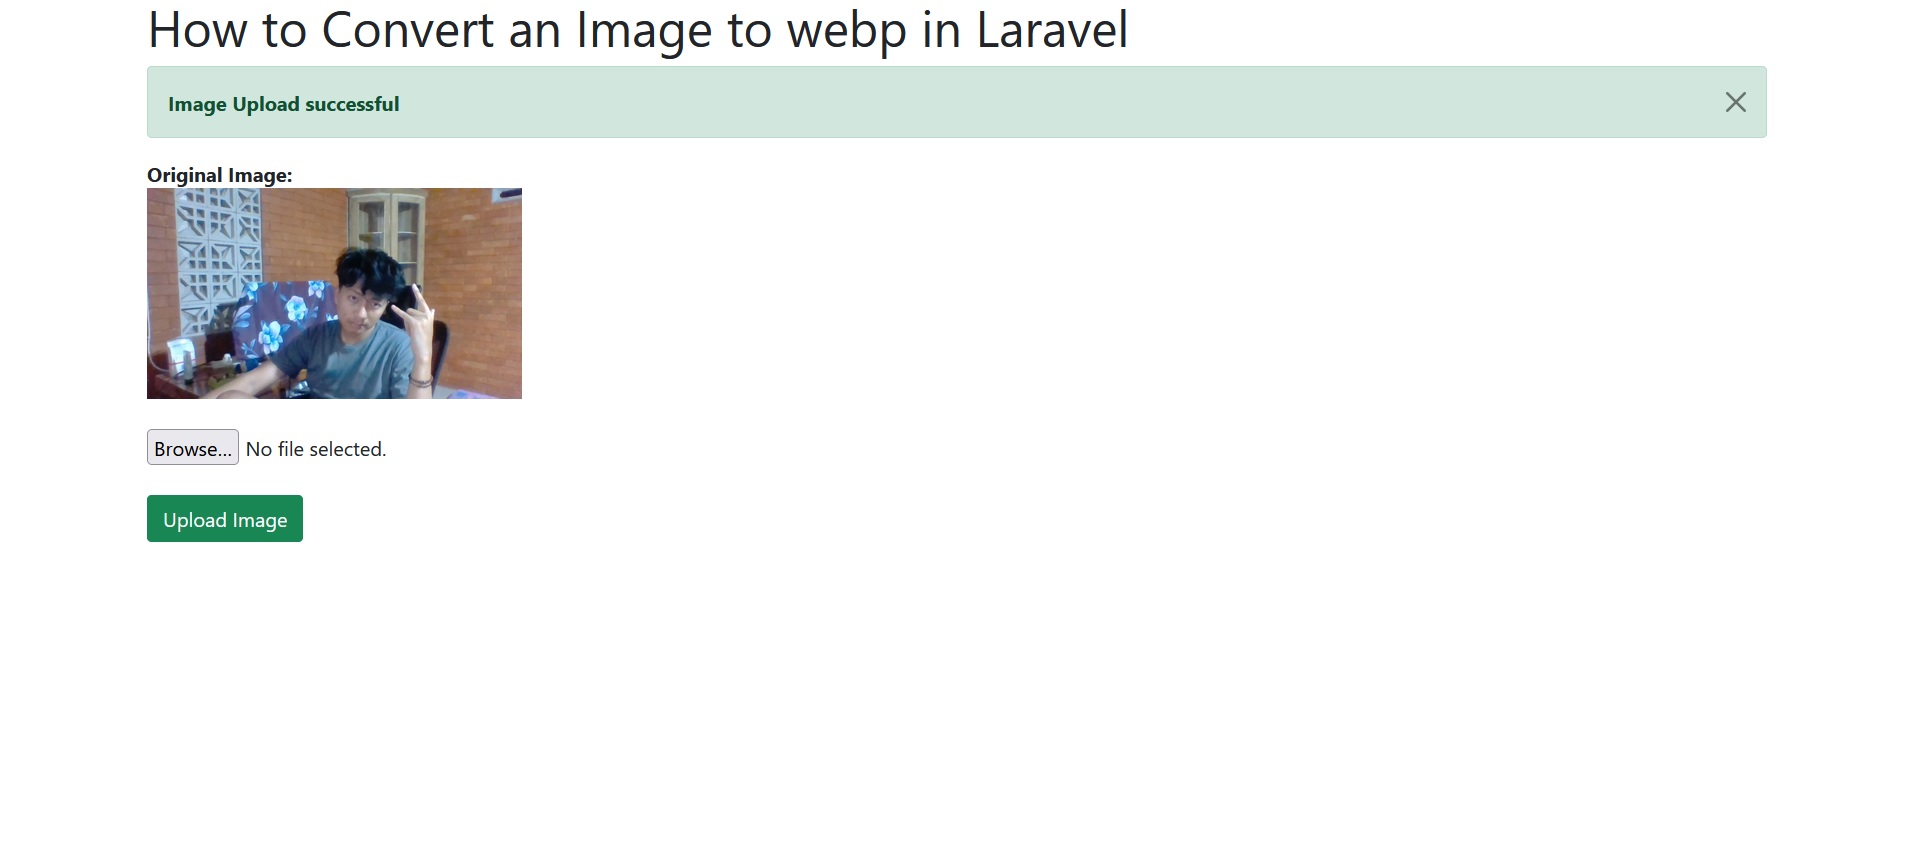 How to Convert an Image to webp in Laravel
Image Upload successful
Original Image:
Browse... No file selected.
Upload Image